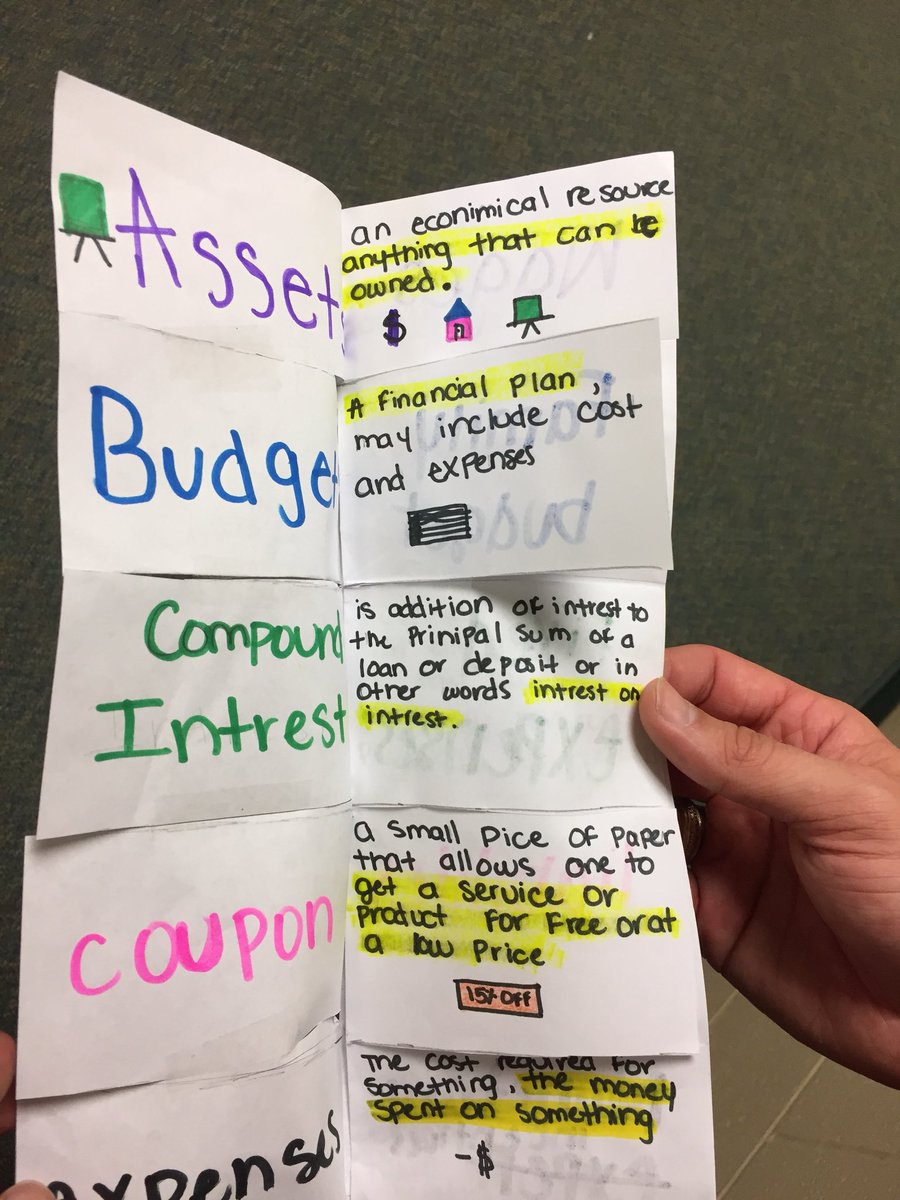 Asset
an econimical resource
anything that can be
owned.
$
Budget
A financial plan,
may include cost
and expenses
Compound
Intrest
is addition of intrest to
the Prinipal sum of a
loan or deposit or in
other words intrest on
intrest.
coupon
a small pice of paper
that allows one to
get a service or
product for free or at
a low price
15% off
expenses
The cost required for
something, the money
spent on something
-$